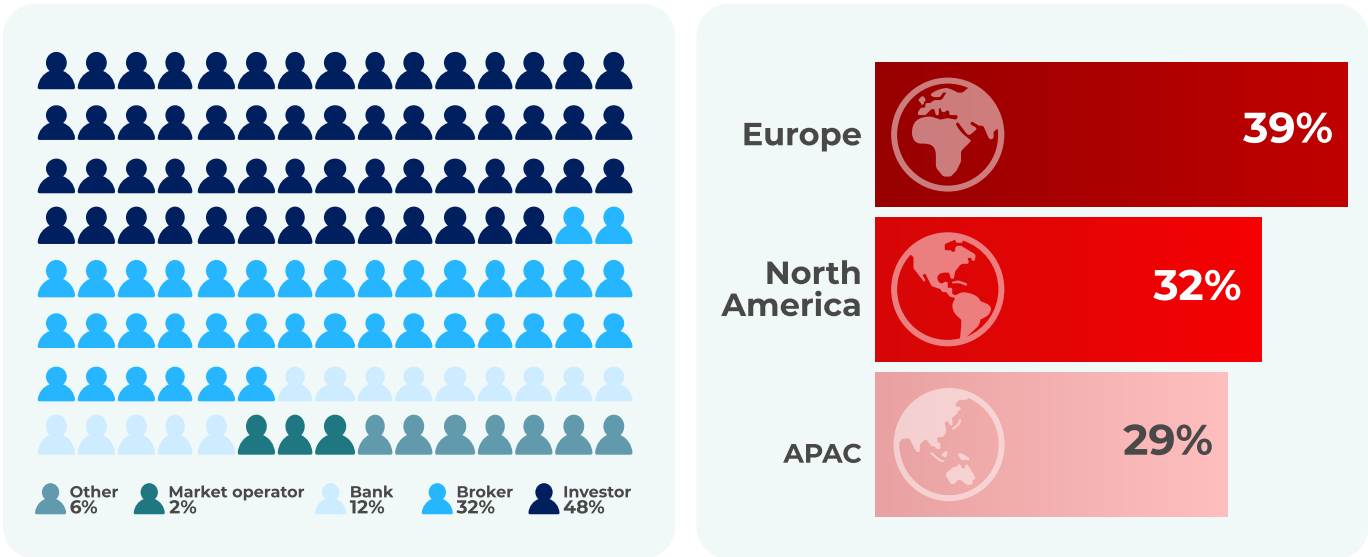 Other
6%
Market operator
2%
Bank
12%
Broker
32%
Investor
48%
Europe
39%
North
America
32%
APAC
29%